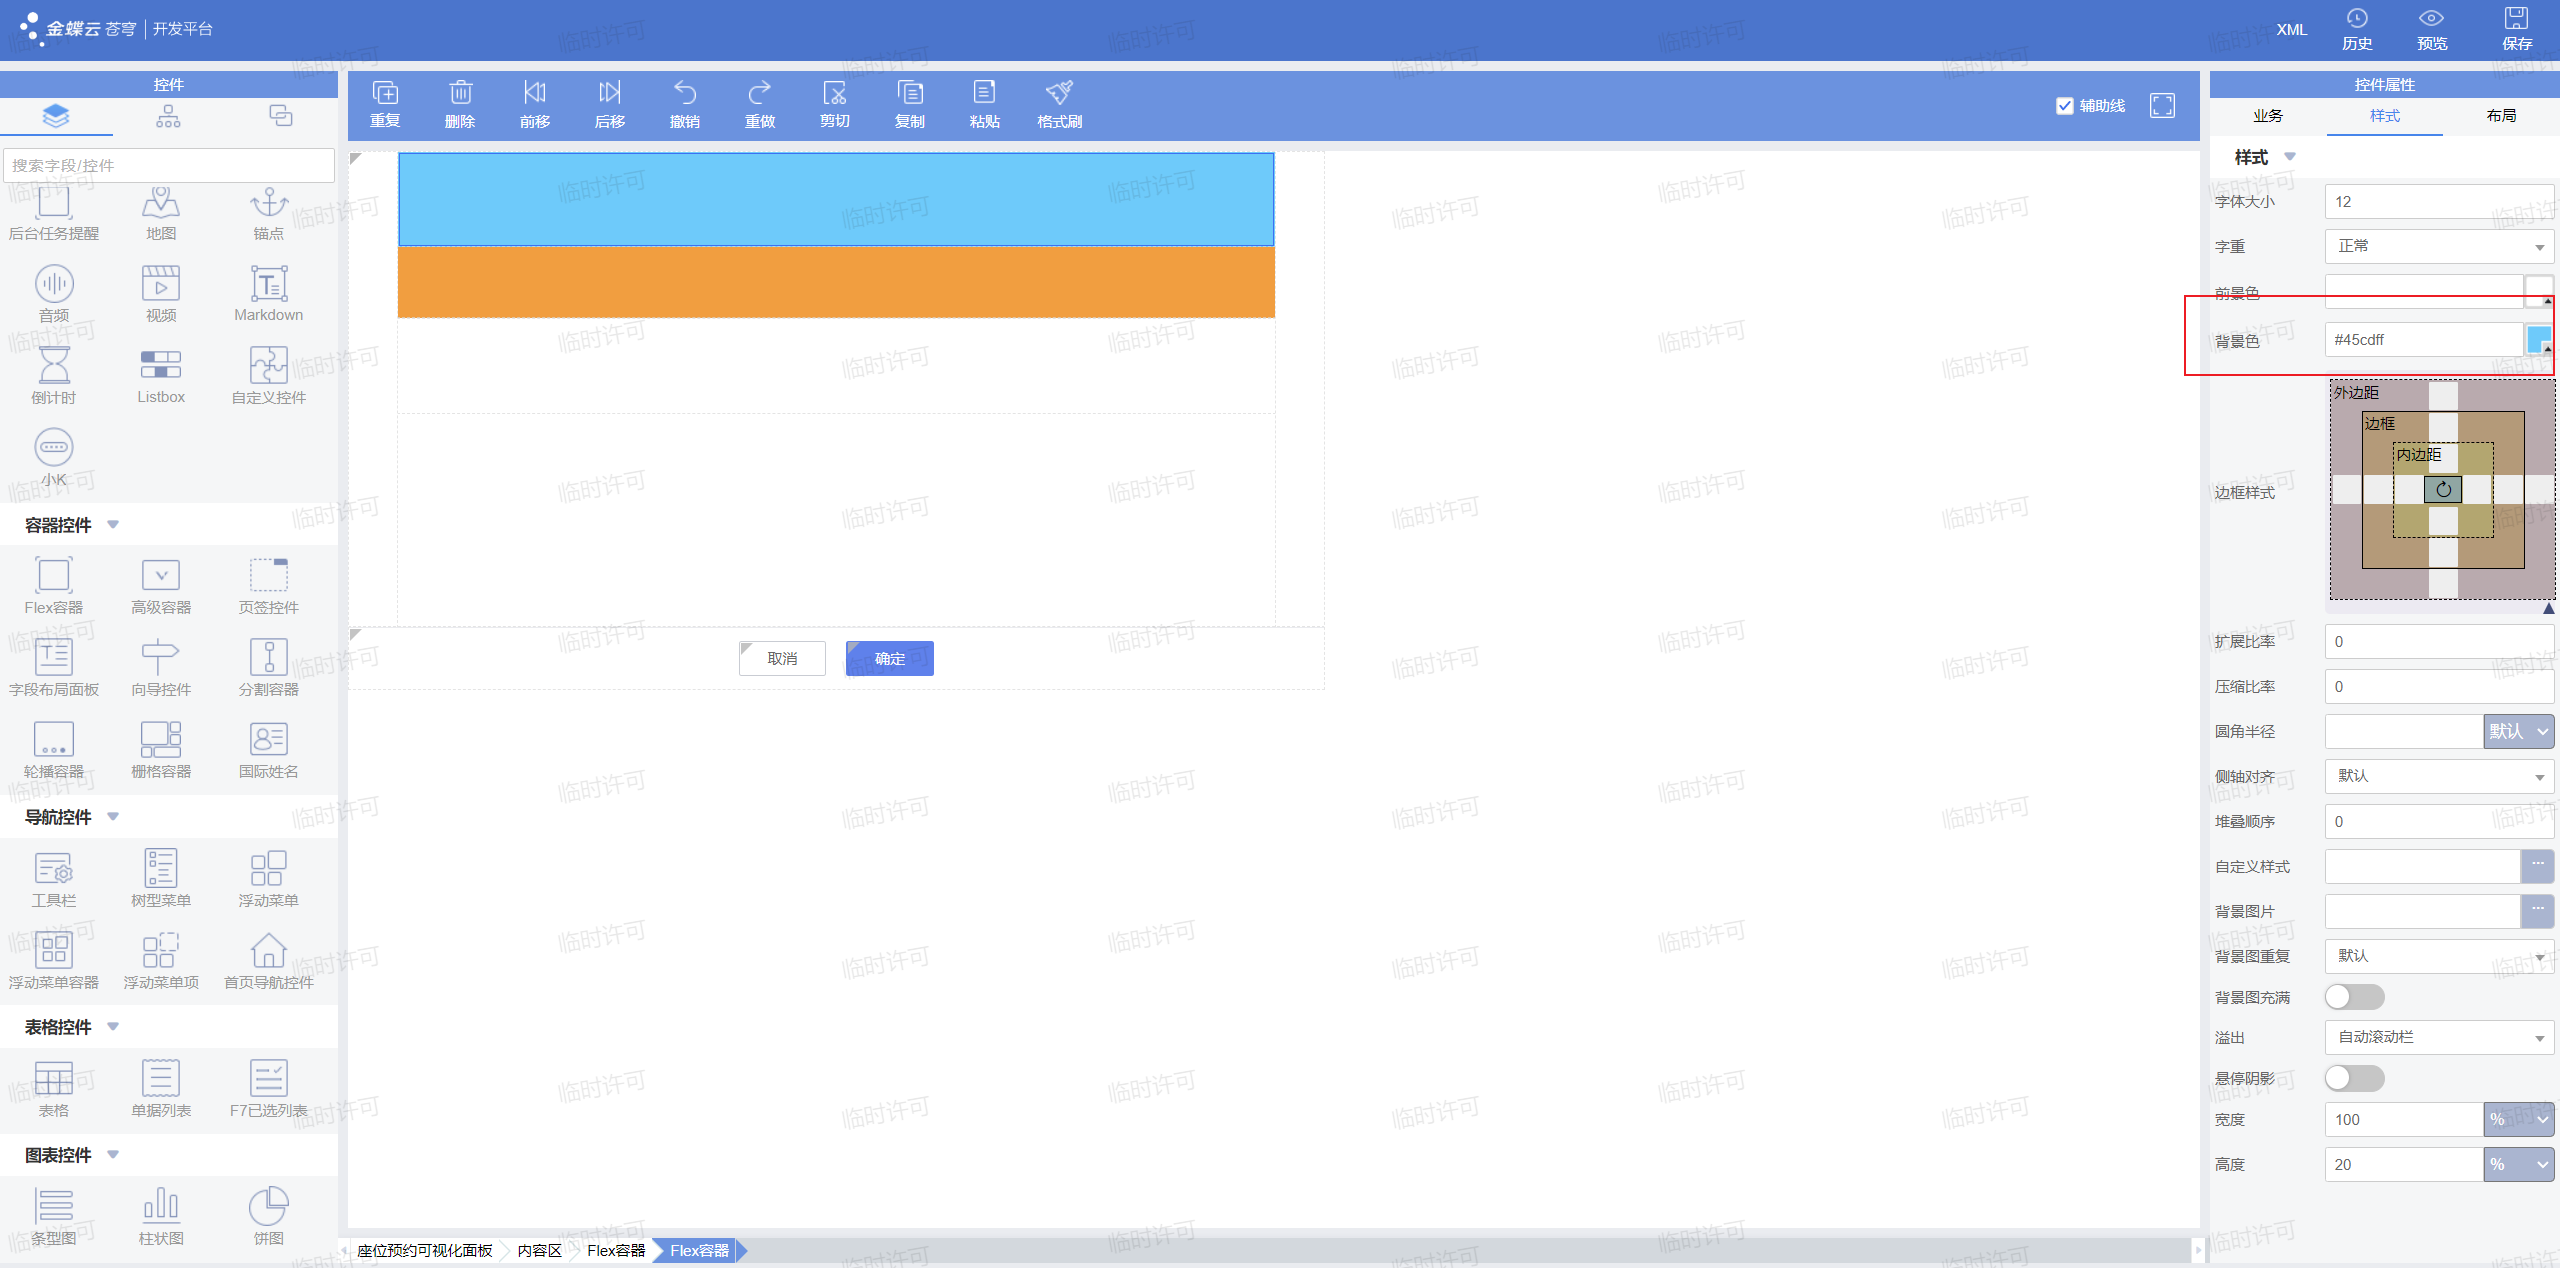 金蝶云 苍穹 开发平台
XML 历史 预览 保存
控件
搜索字段/控件
后台任务提醒 地图 锚点
音频 视频 Markdown
倒计时 Listbox 自定义控件
小K
容器控件
Flex容器 高级容器 页签控件
字段布局面板 向导控件 分割容器
轮播容器 栅格容器 国际姓名
导航控件
工具栏 树型菜单 浮动菜单
浮动菜单容器 浮动菜单项 首页导航控件
表格控件
表格 单据列表 F7已选列表
图表控件
条型图 柱状图 饼图
重复 删除 前移 后移 撤销 重做 剪切 复制 粘贴 格式刷
辅助线
取消 确定
座位预约可视化面板 内容区 Flex容器 Flex容器
控件属性
业务 样式 布局
样式
字体大小 12
字重 正常
前景色
背景色 #45cdff
边框样式
外边距
边框
内边距
扩展比率 0
压缩比率 0
圆角半径 默认
侧轴对齐 默认
堆叠顺序 0
自定义样式 ...
背景图片 ...
背景图重复 默认
背景图充满
溢出 自动滚动栏
悬停阴影
宽度 100 %
高度 20 %
临时许可